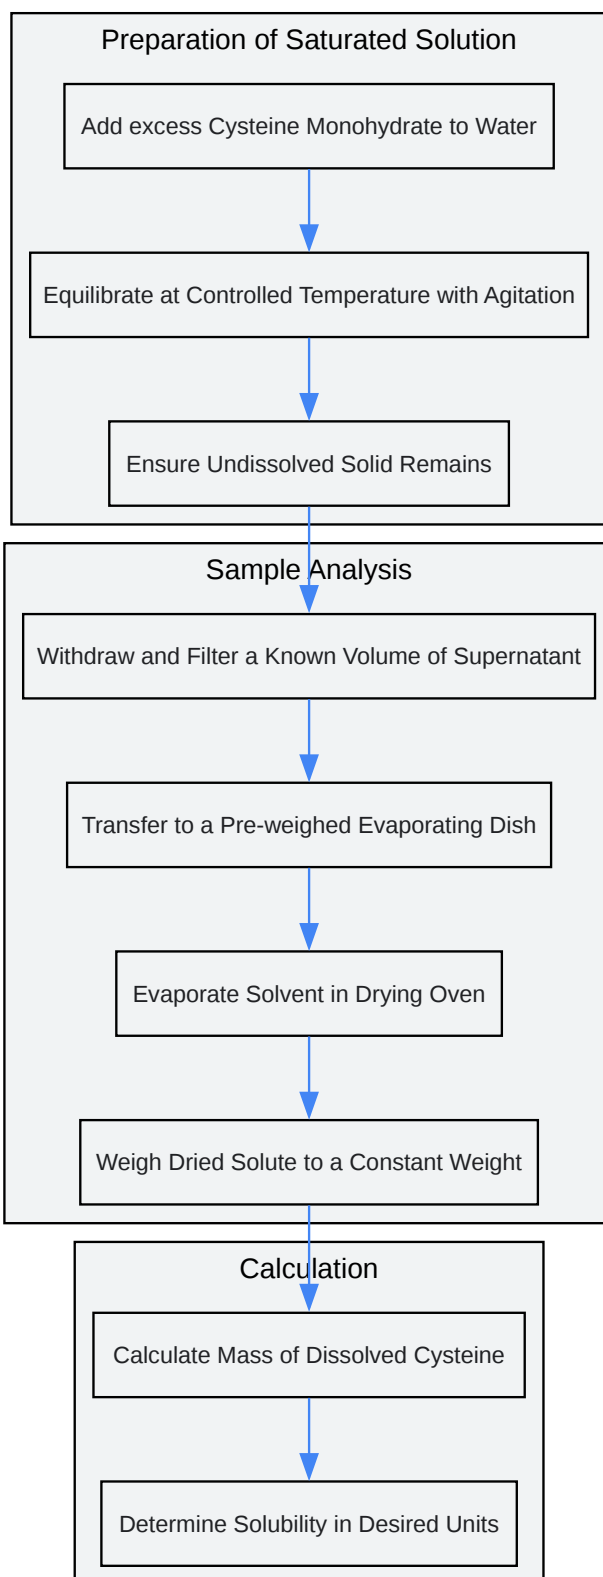 Preparation of Saturated Solution
Add excess Cysteine Monohydrate to Water
Equilibrate at Controlled Temperature with Agitation
Ensure Undissolved Solid Remains
Sample Analysis
Withdraw and Filter a Known Volume of Supernatant
Transfer to a Pre-weighed Evaporating Dish
Evaporate Solvent in Drying Oven
Weigh Dried Solute to a Constant Weight
Calculation
Calculate Mass of Dissolved Cysteine
Determine Solubility in Desired Units